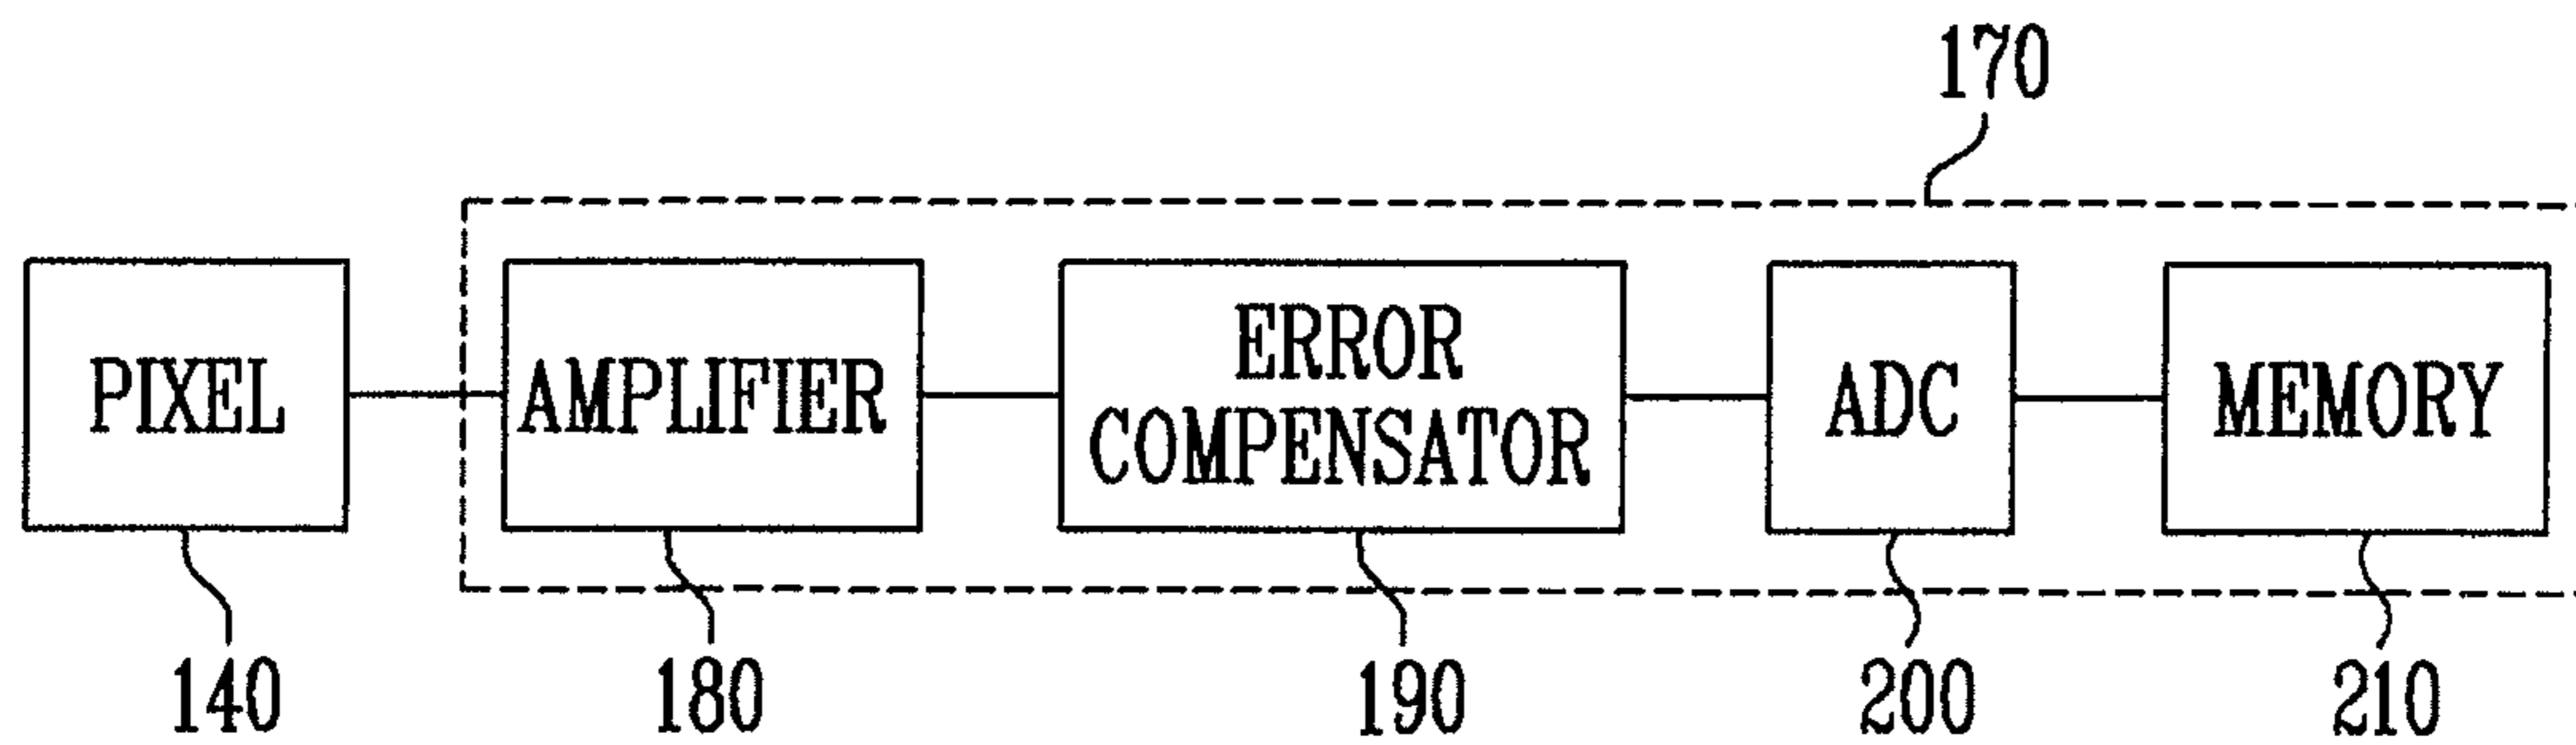 170
PIXEL
AMPLIFIER
ERROR
COMPENSATOR
ADC
MEMORY
140
180
190
200
210